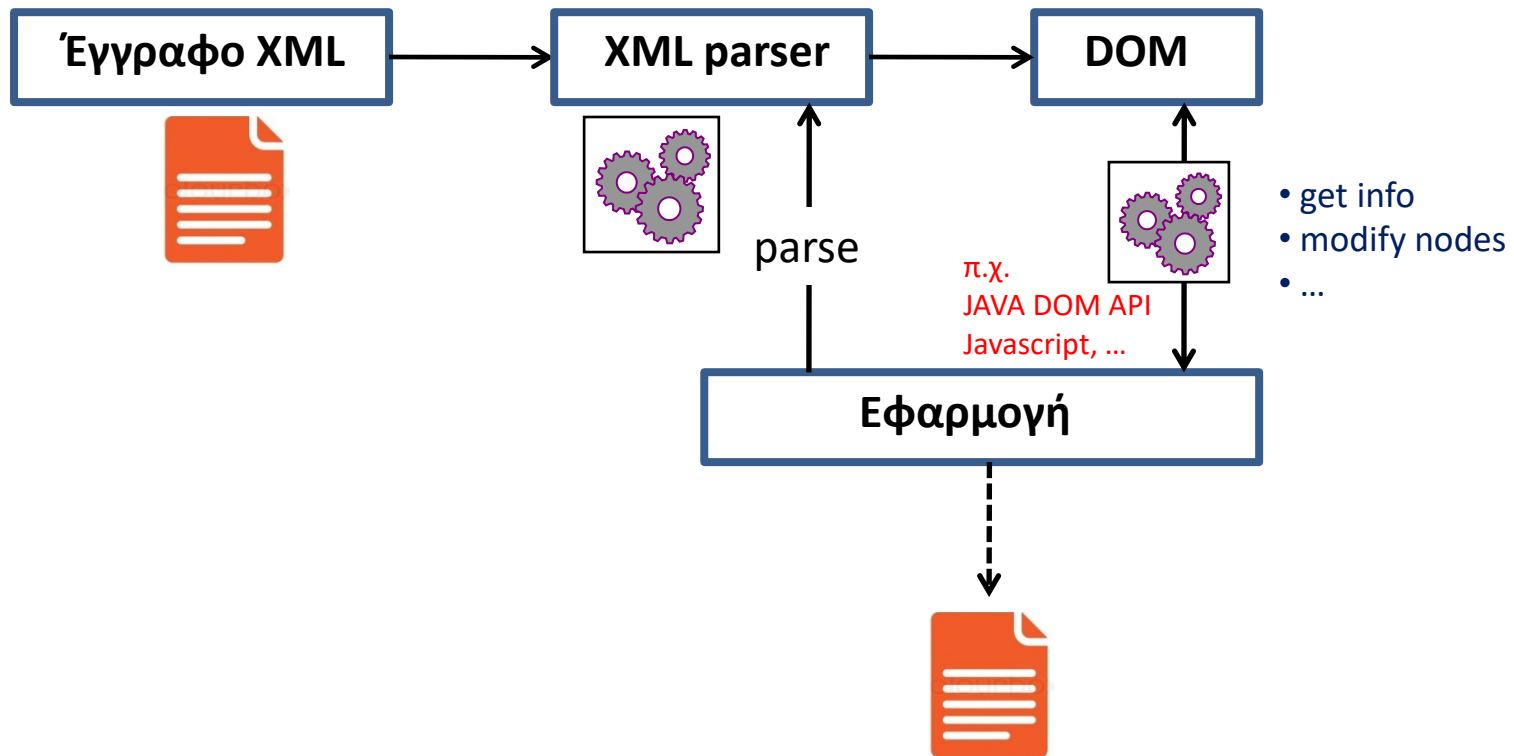 Έγγραφο XML
XML parser
DOM
parse
• get info
• modify nodes
• ...
π.χ.
JAVA DOM API
Javascript, ...
Εφαρμογή